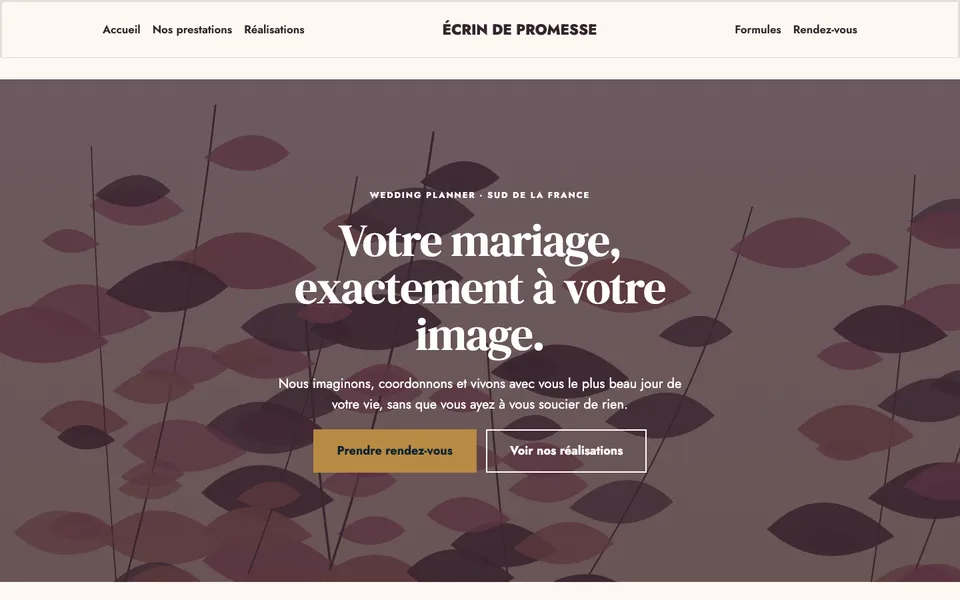 Accueil Nos prestations Réalisations ÉCRIN DE PROMESSE Formules Rendez-vous
WEDDING PLANNER · SUD DE LA FRANCE
Votre mariage,
exactement à votre
image.
Nous imaginons, coordonnons et vivons avec vous le plus beau jour de
votre vie, sans que vous ayez à vous soucier de rien.
Prendre rendez-vous Voir nos réalisations